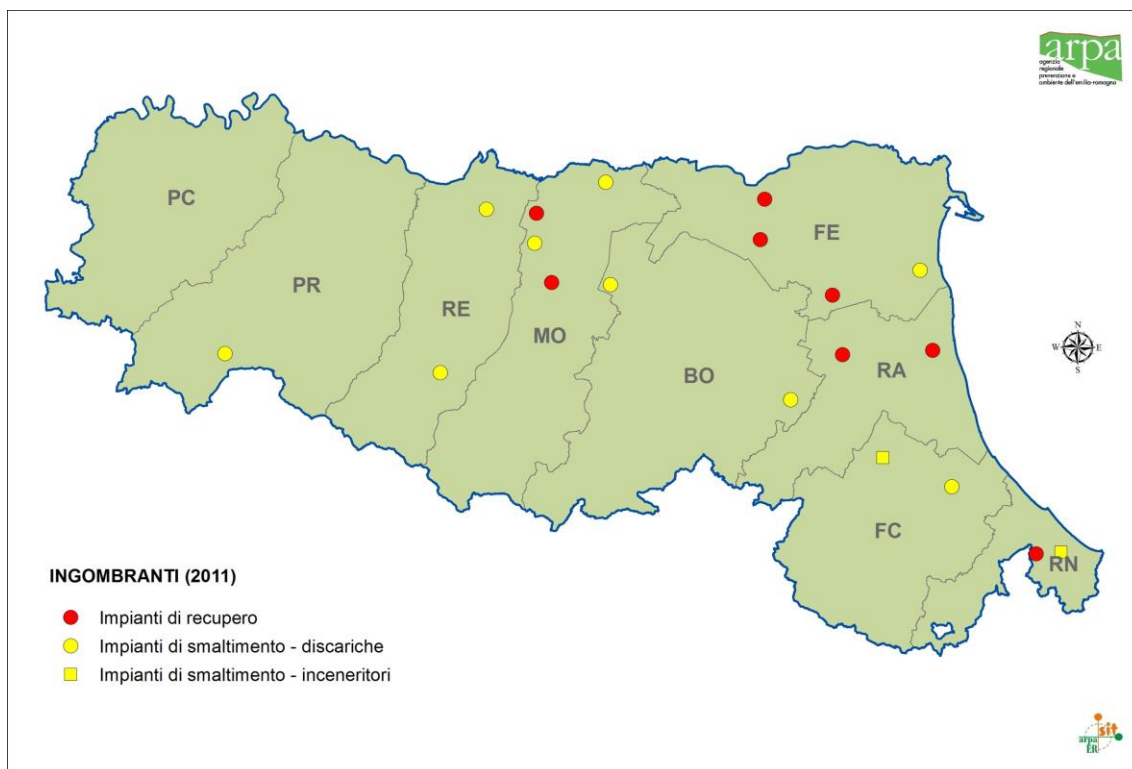 arpa
agenzia
regionale
prevenzione e
ambiente dell'emilia-romagna
PC
PR
RE
MO
BO
FE
RA
FC
RN
N
W E
S
INGOMBRANTI (2011)
Impianti di recupero
Impianti di smaltimento - discariche
Impianti di smaltimento - inceneritori
sit
arpa
ER